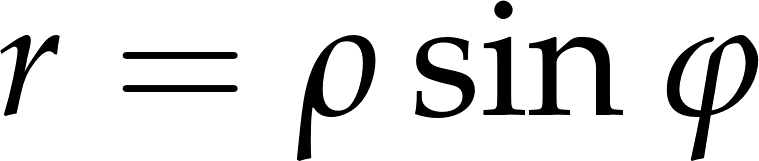 r = ρ sin φ